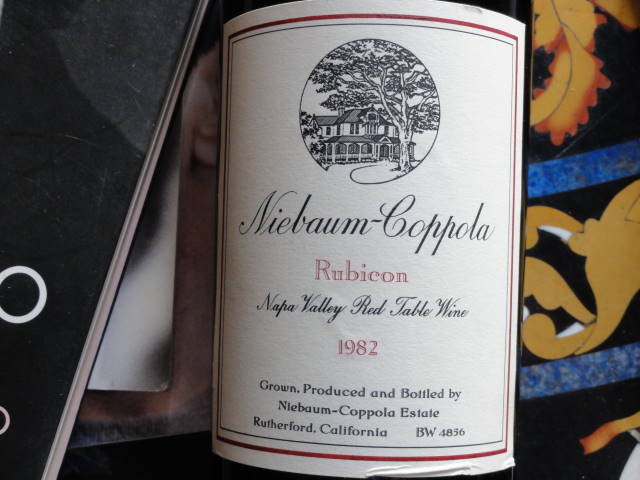 Niebaum-Coppola
Rubicon
Napa Valley Red Table Wine
1982
Grown, Produced and Bottled by
Niebaum-Coppola Estate
Rutherford, California BW 4856
O